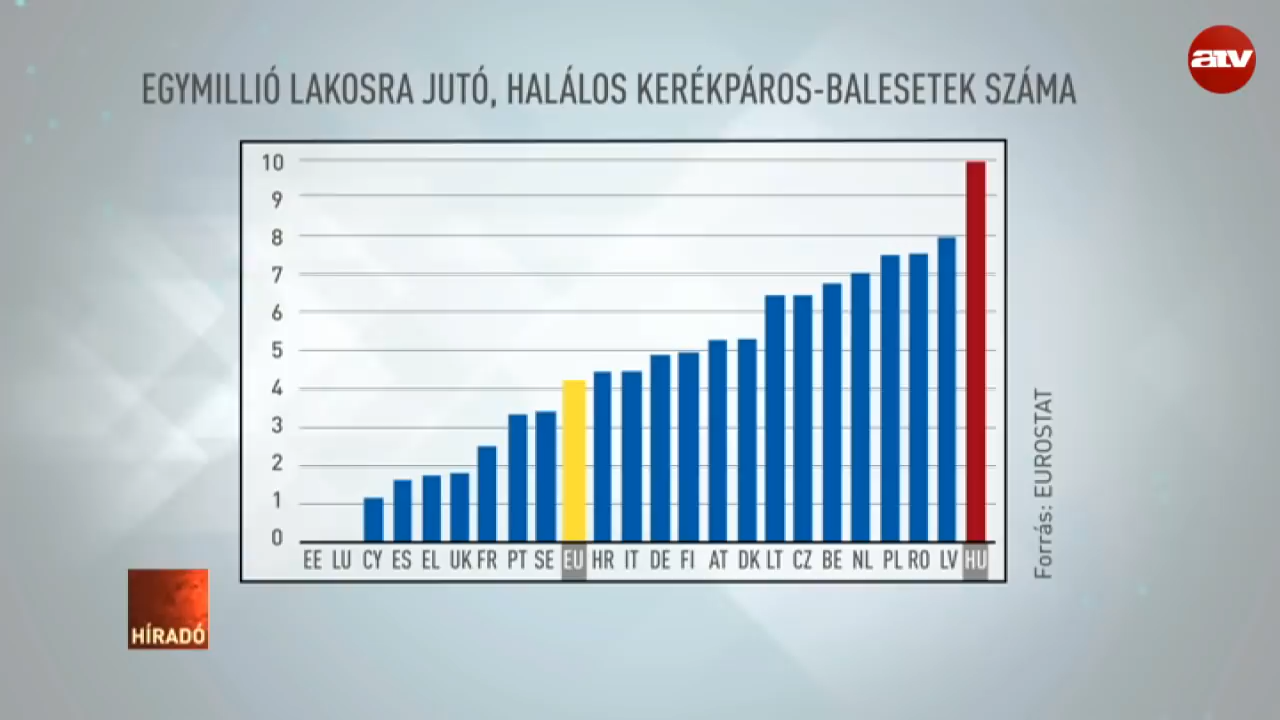 atv
EGYMILLIÓ LAKOSRA JUTÓ, HALÁLOS KERÉKPÁROS-BALESETEK SZÁMA
10
9
8
7
6
5
4
3
2
1
0
EE LU CY ES EL UK FR PT SE EU HR IT DE FI AT DK LT CZ BE NL PL RO LV HU
Forrás: EUROSTAT
HÍRADÓ